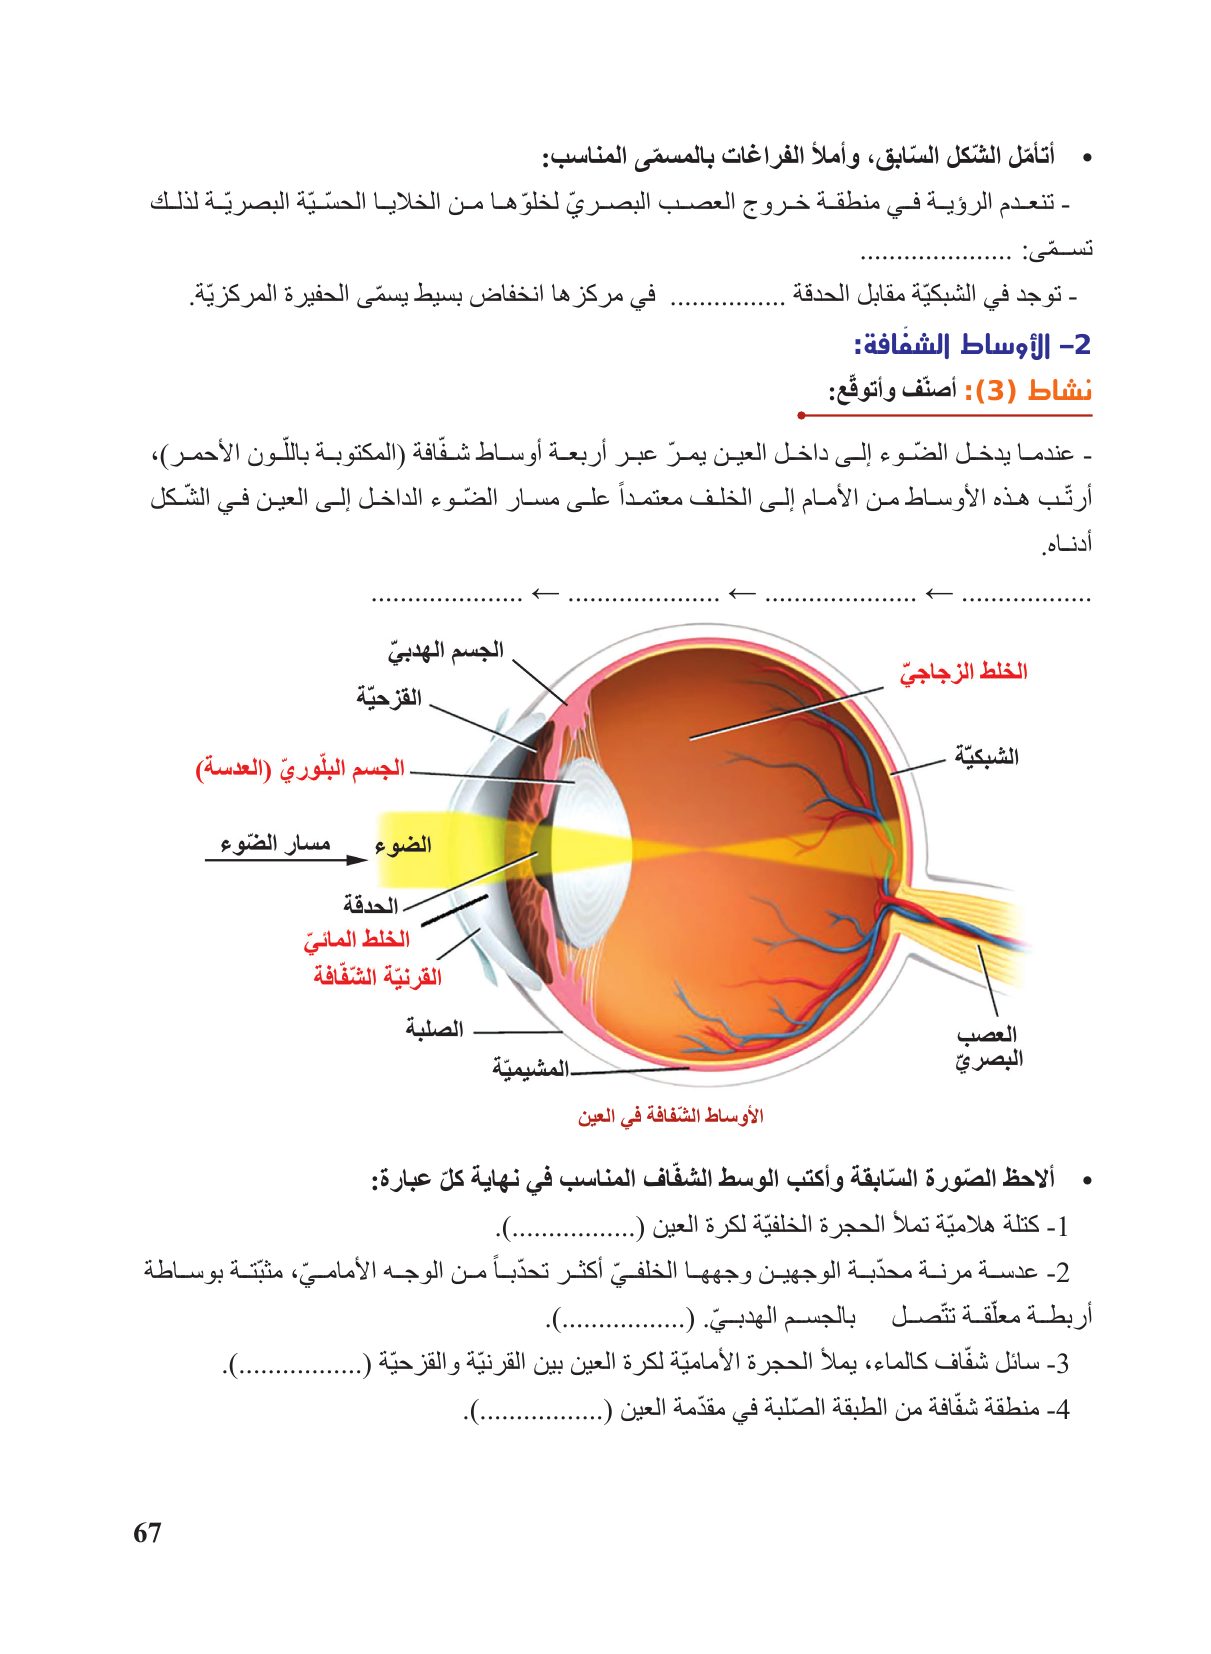 • أتأمّل الشّكل السّابق، وأملأ الفراغات بالمسمّى المناسب:
- تنعدم الرؤية في منطقة خروج العصب البصريّ لخلوّها من الخلايا الحسّيّة البصريّة لذلك
تسمّى: .....................
- توجد في الشبكيّة مقابل الحدقة ................ في مركزها انخفاض بسيط يسمّى الحفيرة المركزيّة.
2- الأوساط الشفّافة:
نشاط (3): أصنّف وأتوقّع:
- عندما يدخل الضّوء إلى داخل العين يمرّ عبر أربعة أوساط شفّافة (المكتوبة باللّون الأحمر)،
أرتّب هذه الأوساط من الأمام إلى الخلف معتمداً على مسار الضّوء الداخل إلى العين في الشّكل
أدناه.
.................. ← ..................... ← ..................... ← .....................
الجسم الهدبيّ
الخلط الزجاجيّ
القزحيّة
الشبكيّة
الجسم البلّوريّ (العدسة)
مسار الضّوء
الضوء
الحدقة
الخلط المائيّ
القرنيّة الشّفّافة
الصلبة
العصب
البصريّ
المشيميّة
الأوساط الشّفافة في العين
• ألاحظ الصّورة السّابقة وأكتب الوسط الشفّاف المناسب في نهاية كلّ عبارة:
1- كتلة هلاميّة تملأ الحجرة الخلفيّة لكرة العين (.................).
2- عدسة مرنة محدّبة الوجهين وجهها الخلفيّ أكثر تحدّباً من الوجه الأماميّ، مثبّتة بوساطة
أربطة معلّقة تتّصل بالجسم الهدبيّ. (.................).
3- سائل شفّاف كالماء، يملأ الحجرة الأماميّة لكرة العين بين القرنيّة والقزحيّة (.................).
4- منطقة شفّافة من الطبقة الصّلبة في مقدّمة العين (.................).
67